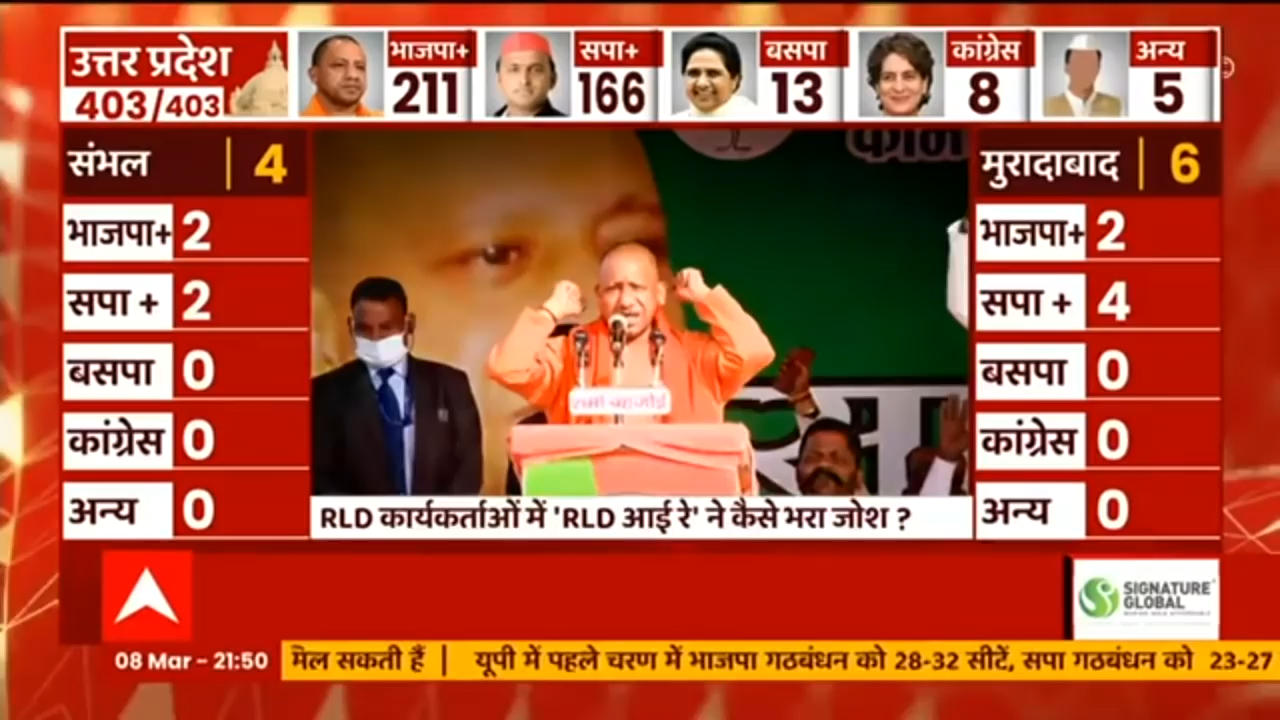 उत्तर प्रदेश
403/403
भाजपा+
211
सपा+
166
बसपा
13
कांग्रेस
8
अन्य
5
संभल 4
भाजपा+ 2
सपा + 2
बसपा 0
कांग्रेस 0
अन्य 0
मुरादाबाद 6
भाजपा+ 2
सपा + 4
बसपा 0
कांग्रेस 0
अन्य 0
RLD कार्यकर्ताओं में 'RLD आई रे' ने कैसे भरा जोश ?
SIGNATURE
GLOBAL
08 Mar - 21:50
मिल सकती हैं | यूपी में पहले चरण में भाजपा गठबंधन को 28-32 सीटें, सपा गठबंधन को 23-27